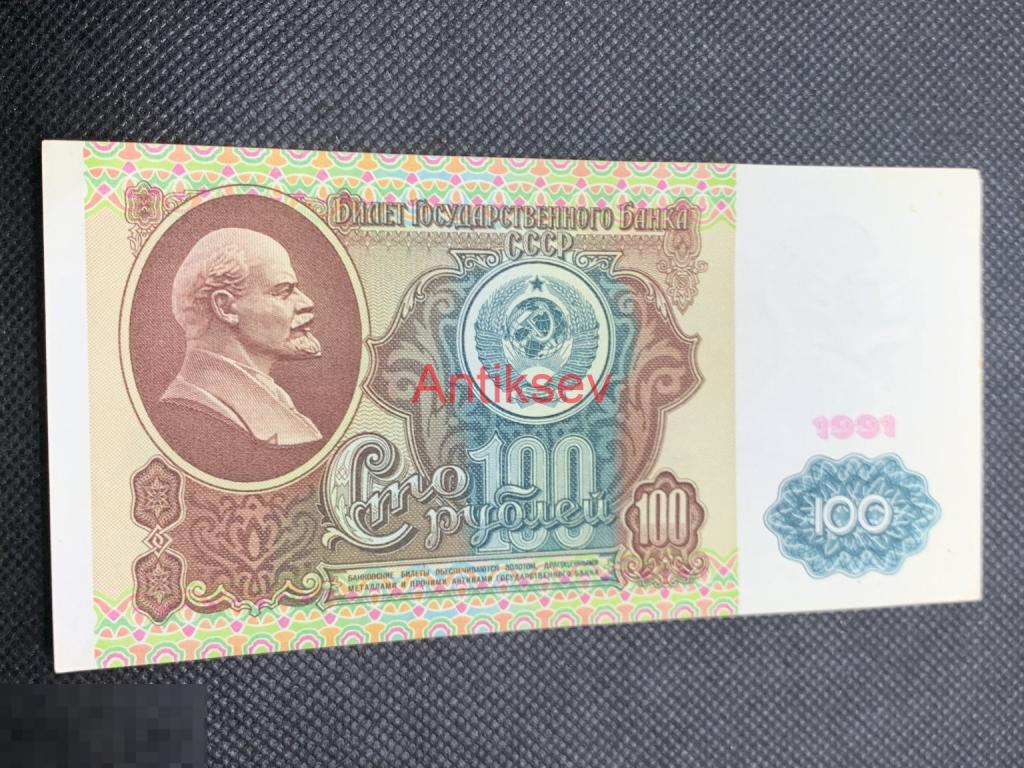 Билет Государственного Банка
СССР
Antiksev
1991
Сто 100
рублей
100
100
БАНКОВСКИЕ БИЛЕТЫ ОБЕСПЕЧИВАЮТСЯ ЗОЛОТОМ, ДРАГОЦЕННЫМИ
МЕТАЛЛАМИ И ПРОЧИМИ АКТИВАМИ ГОСУДАРСТВЕННОГО БАНКА